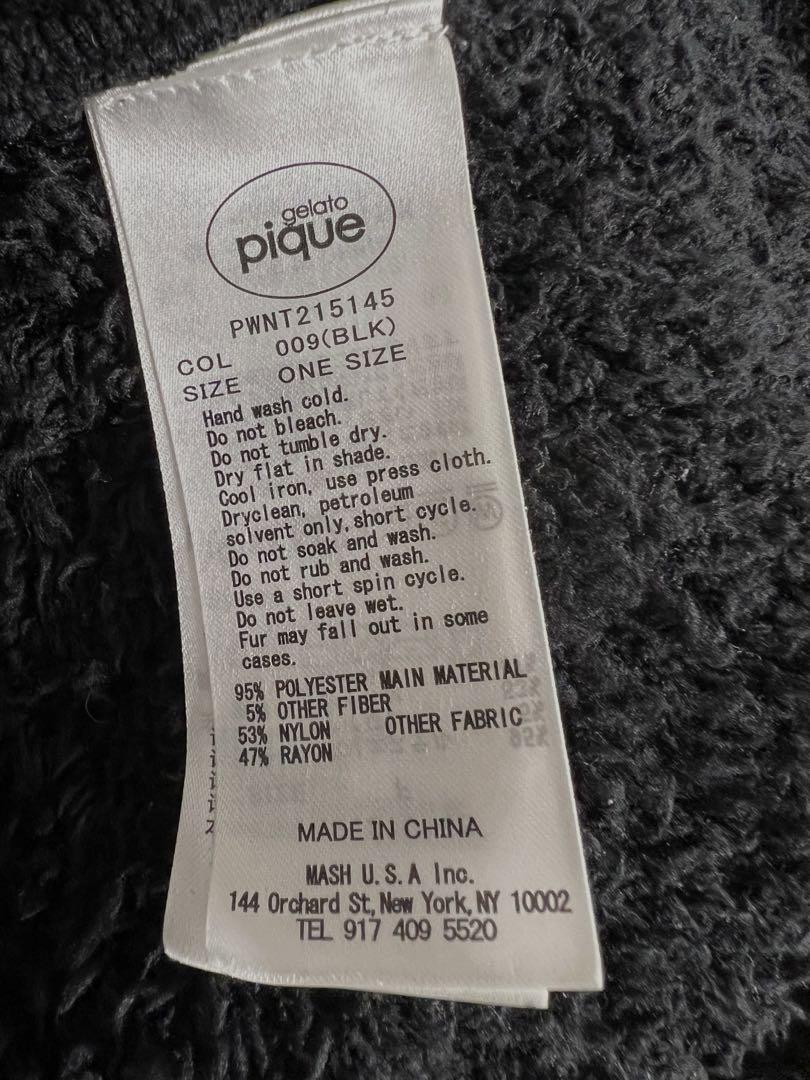 gelato
pique
PWNT215145
COL 009(BLK)
SIZE ONE SIZE
Hand wash cold.
Do not bleach.
Do not tumble dry.
Dry flat in shade.
Cool iron, use press cloth.
Dryclean, petroleum
solvent only, short cycle.
Do not soak and wash.
Do not rub and wash.
Use a short spin cycle.
Do not leave wet.
Fur may fall out in some
cases.
95% POLYESTER MAIN MATERIAL
5% OTHER FIBER
53% NYLON OTHER FABRIC
47% RAYON
MADE IN CHINA
MASH U.S.A Inc.
144 Orchard St, New York, NY 10002
TEL 917 409 5520